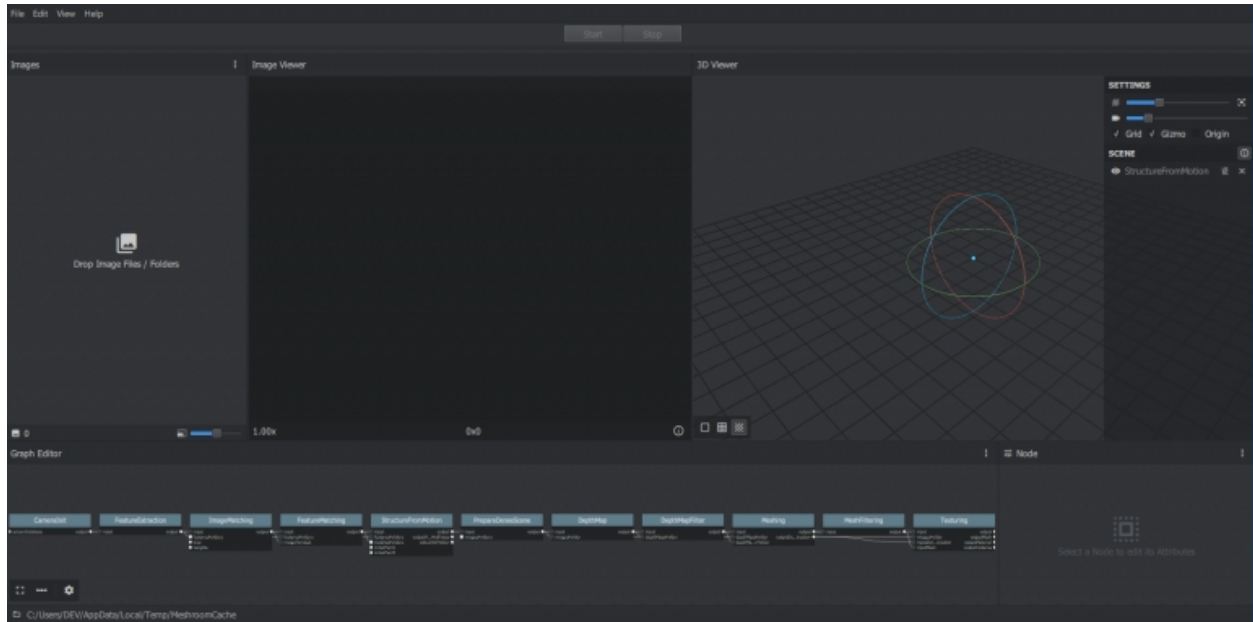 File Edit View Help
Start Stop
Images
Image Viewer
3D Viewer
SETTINGS
Grid Gizmo Origin
SCENE
StructureFromMotion
Drop Image Files / Folders
0
1.00x
0x0
Graph Editor
Node
CameraInit FeatureExtraction ImageMatching FeatureMatching StructureFromMotion PrepareDenseScene DepthMap DepthMapFilter Meshing MeshFiltering Texturing
Select a Node to edit its Attributes
C:/Users/DEV/AppData/Local/Temp/MeshroomCache